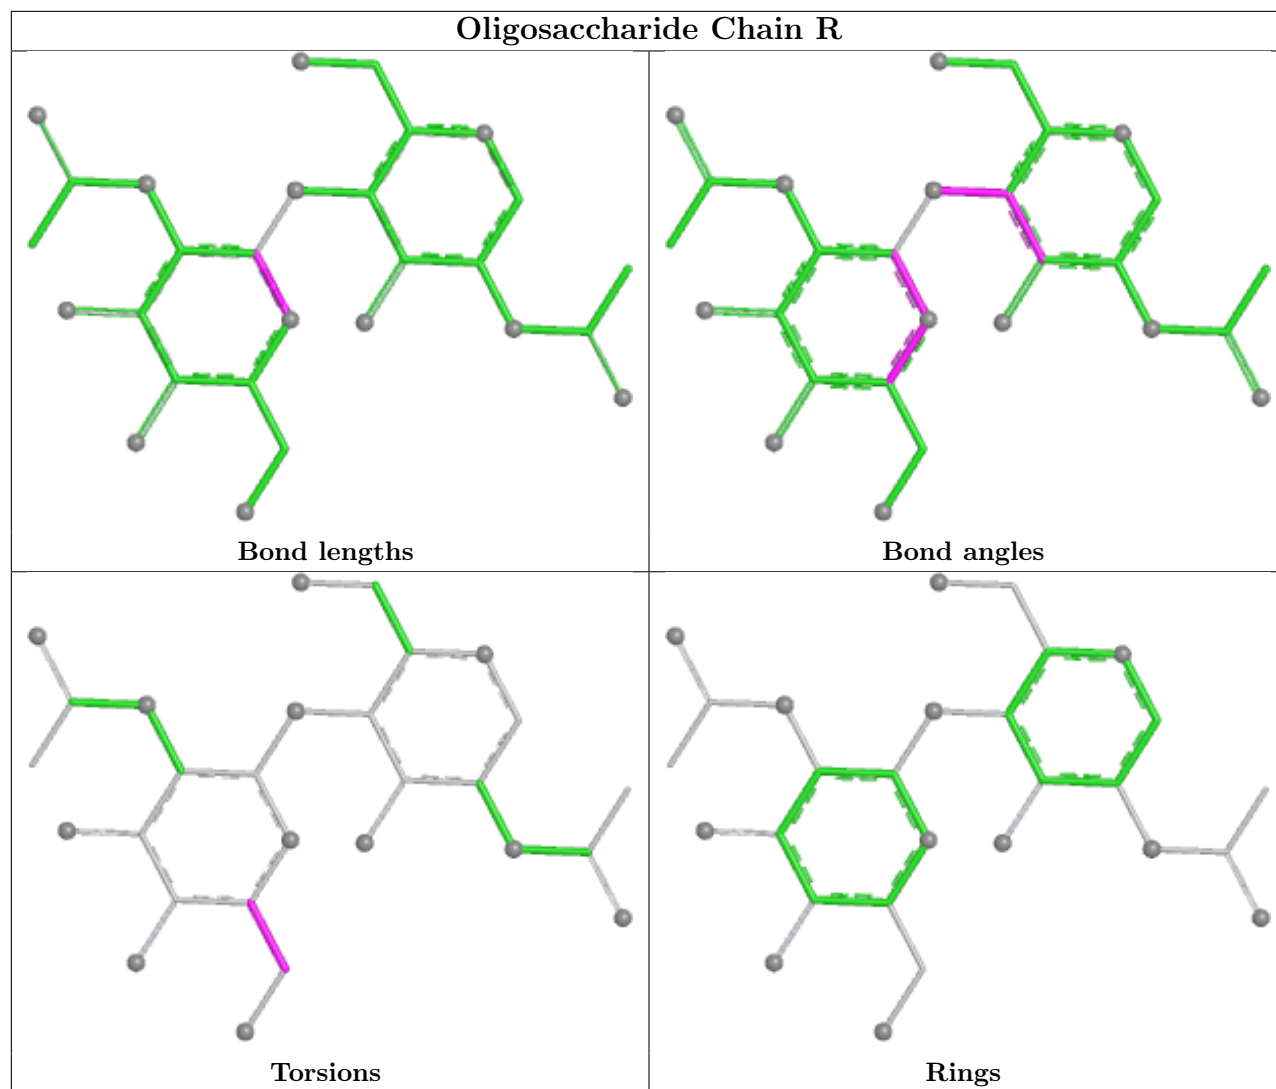 Oligosaccharide Chain R
Bond lengths
Bond angles
Torsions
Rings